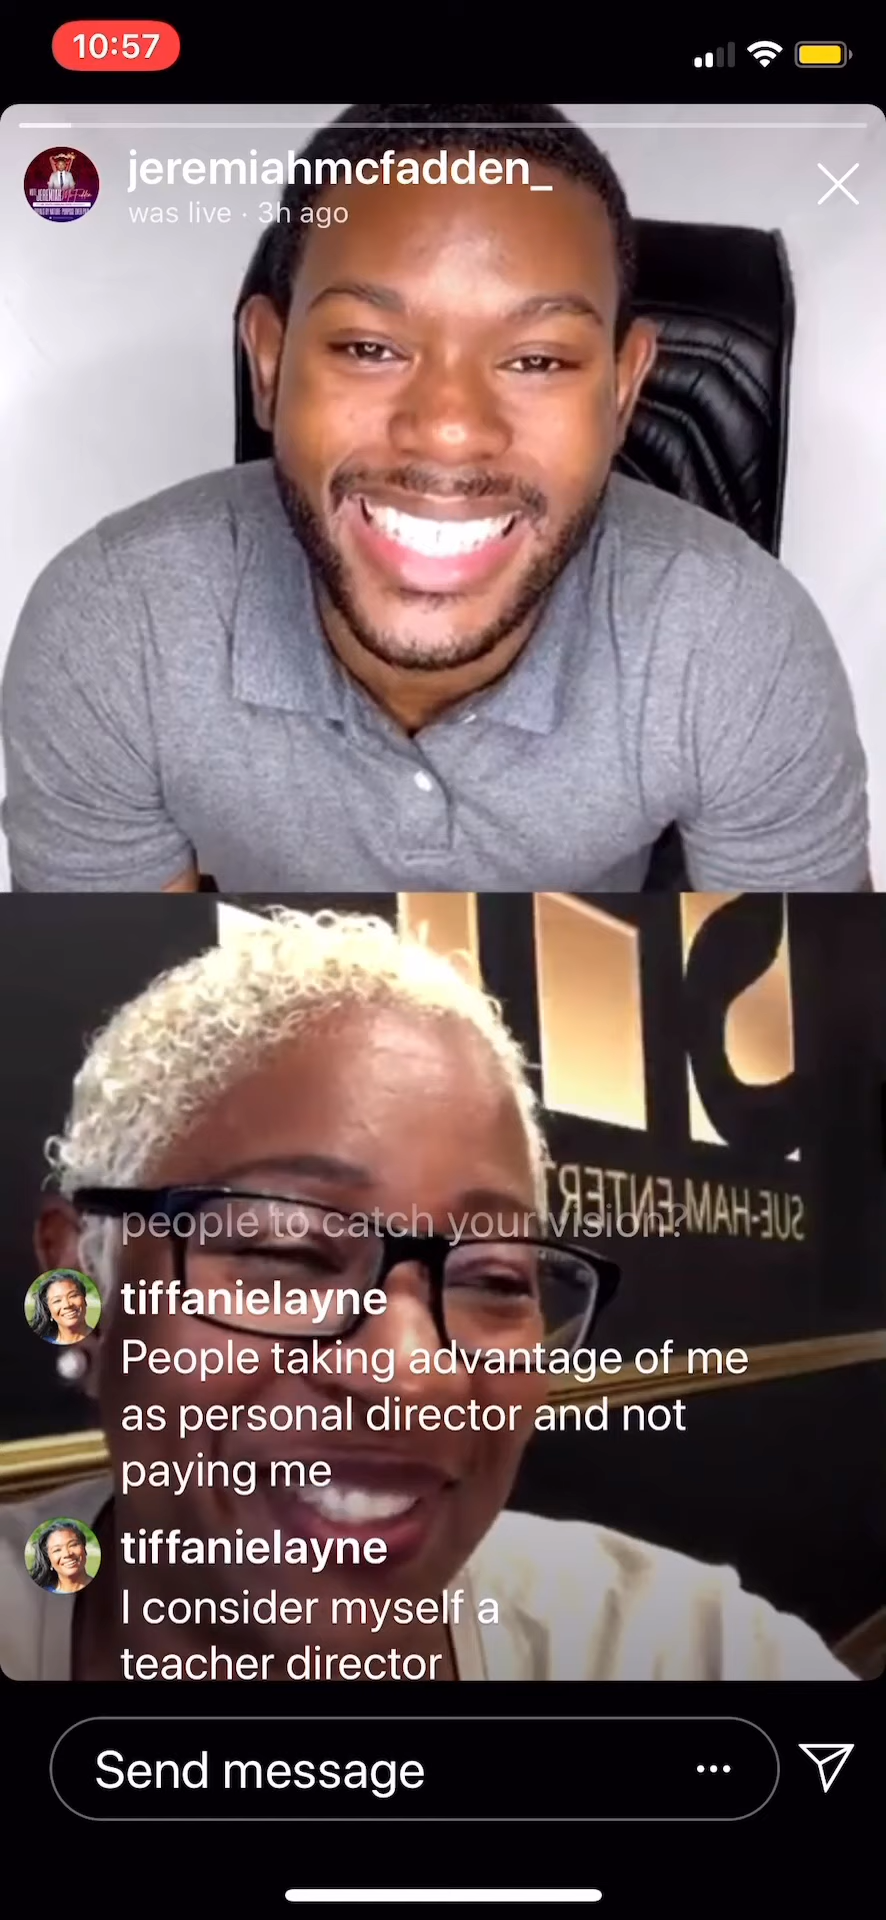 10:57
jeremiahmcfadden_
was live · 3h ago
SUE-HAM ENTER
people to catch your vision?
tiffanielayne
People taking advantage of me
as personal director and not
paying me
tiffanielayne
I consider myself a
teacher director
Send message